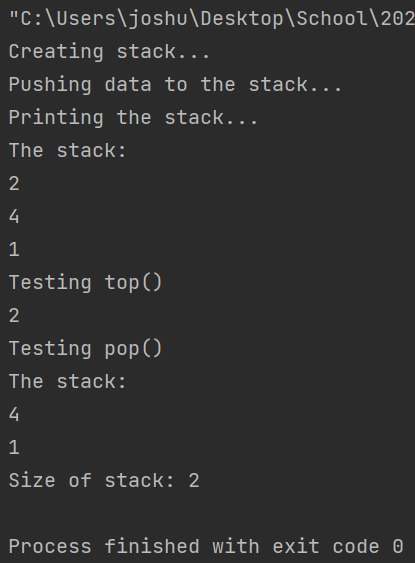 "C:\Users\joshu\Desktop\School\202
Creating stack...
Pushing data to the stack...
Printing the stack...
The stack:
2
4
1
Testing top()
2
Testing pop()
The stack:
4
1
Size of stack: 2
Process finished with exit code 0